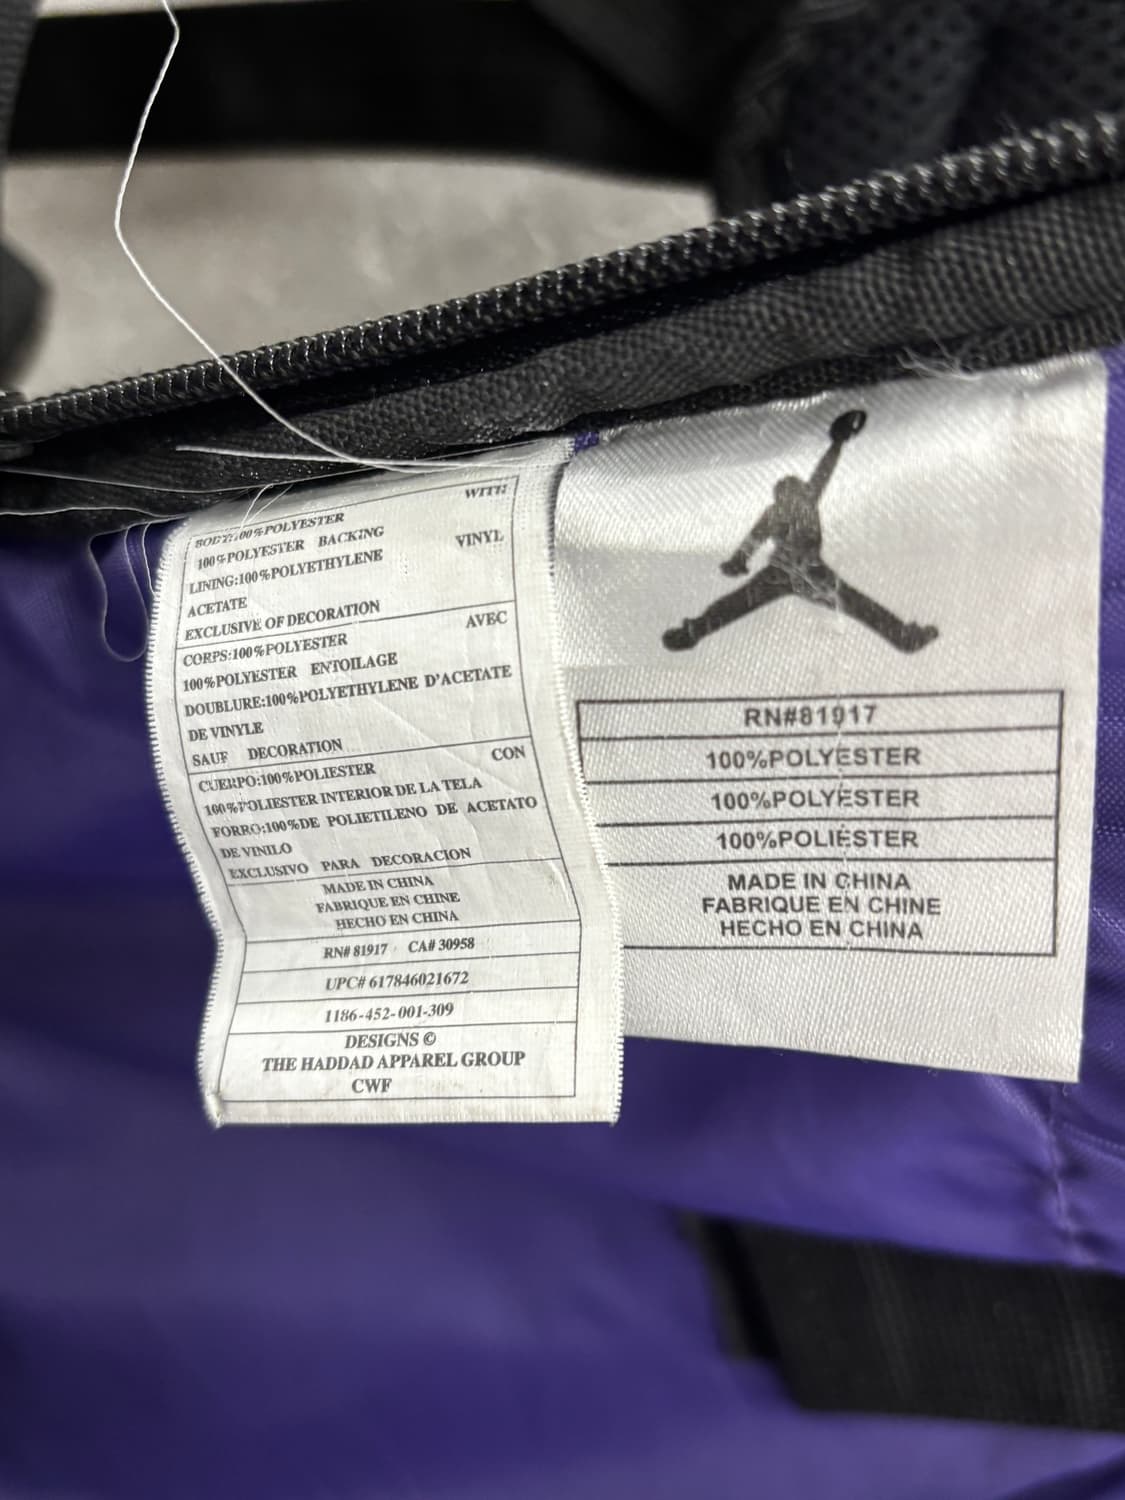 WITH
BODY:100%POLYESTER
100%POLYESTER BACKING
VINYL
LINING:100%POLYETHYLENE
ACETATE
EXCLUSIVE OF DECORATION
AVEC
CORPS:100%POLYESTER
100%POLYESTER ENTOILAGE
DOUBLURE:100%POLYETHYLENE D'ACETATE
DE VINYLE
SAUF DECORATION
CON
CUERPO:100%POLIESTER
100%POLIESTER INTERIOR DE LA TELA
FORRO:100%DE POLIETILENO DE ACETATO
DE VINILO
EXCLUSIVO PARA DECORACION
MADE IN CHINA
FABRIQUE EN CHINE
HECHO EN CHINA
RN# 81917 CA# 30958
UPC# 617846021672
1186-452-001-309
DESIGNS ©
THE HADDAD APPAREL GROUP
CWF
RN#81917
100%POLYESTER
100%POLYESTER
100%POLIÉSTER
MADE IN CHINA
FABRIQUE EN CHINE
HECHO EN CHINA